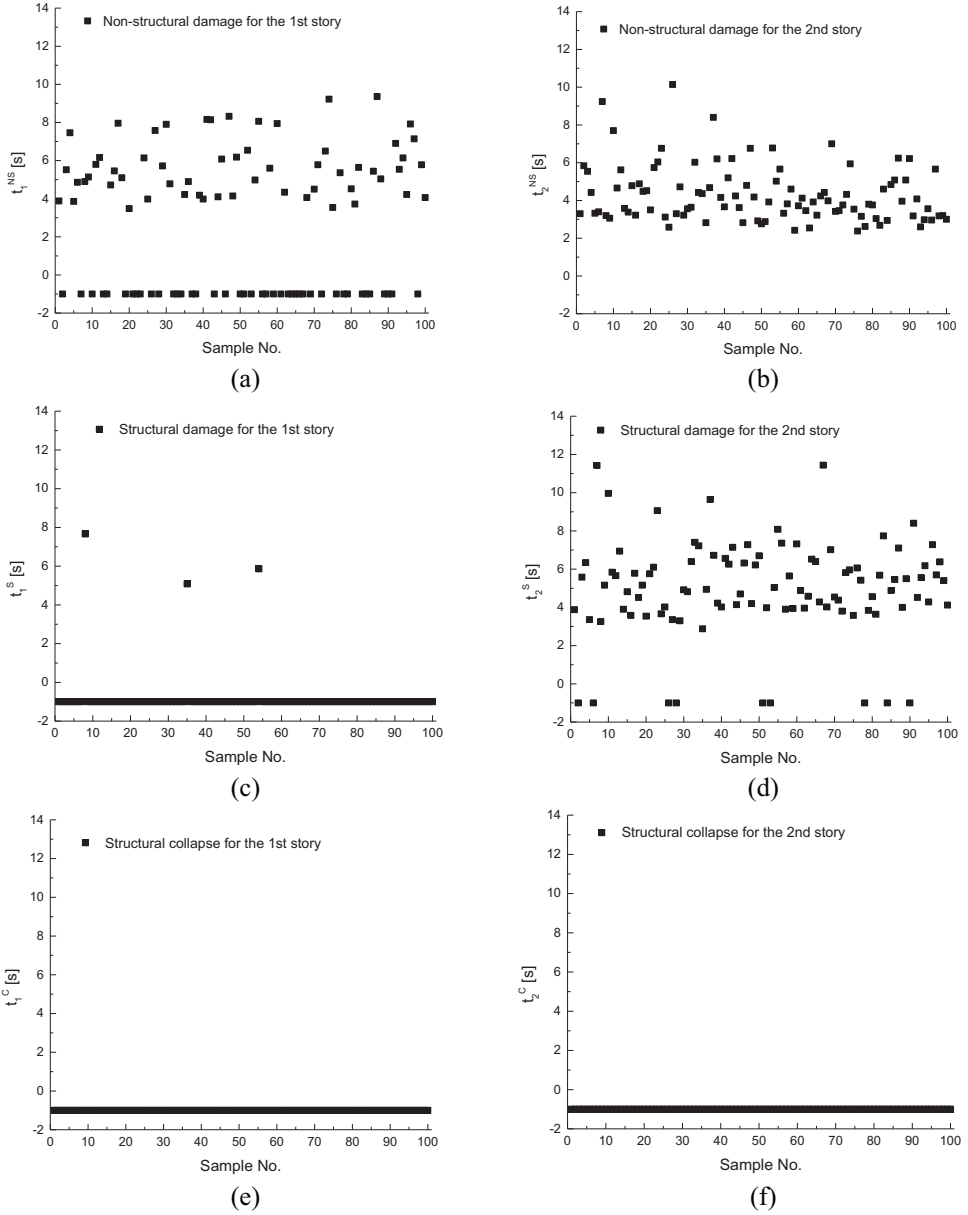 14
12
10
8
6
4
2
0
-2
0 10 20 30 40 50 60 70 80 90 100
t₁^NS [s]
Non-structural damage for the 1st story
Sample No.
(a)
14
12
10
8
6
4
2
0
-2
0 10 20 30 40 50 60 70 80 90 100
t₂^NS [s]
Non-structural damage for the 2nd story
Sample No.
(b)
14
12
10
8
6
4
2
0
-2
0 10 20 30 40 50 60 70 80 90 100
t₁^S [s]
Structural damage for the 1st story
Sample No.
(c)
14
12
10
8
6
4
2
0
-2
0 10 20 30 40 50 60 70 80 90 100
t₂^S [s]
Structural damage for the 2nd story
Sample No.
(d)
14
12
10
8
6
4
2
0
-2
0 10 20 30 40 50 60 70 80 90 100
t₁^C [s]
Structural collapse for the 1st story
Sample No.
(e)
14
12
10
8
6
4
2
0
-2
0 10 20 30 40 50 60 70 80 90 100
t₂^C [s]
Structural collapse for the 2nd story
Sample No.
(f)